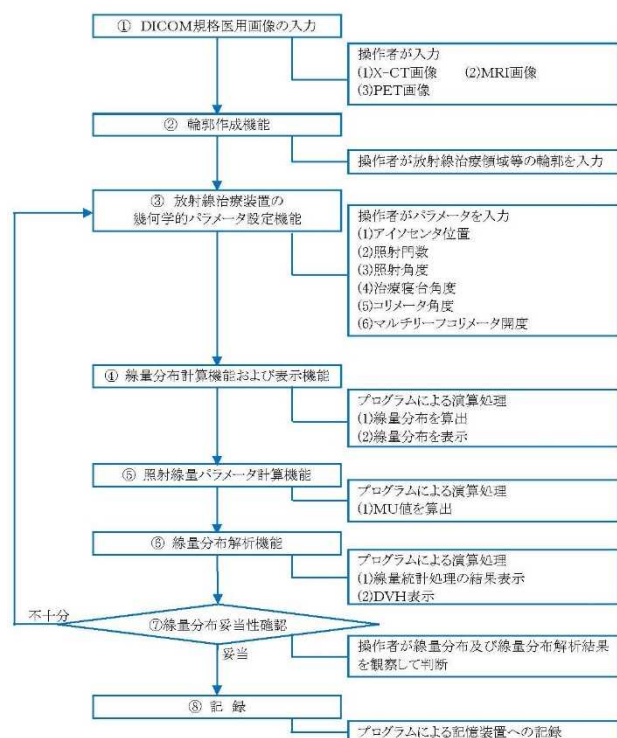 ① DICOM規格医用画像の入力
操作者が入力
(1)X-CT画像 (2)MRI画像
(3)PET画像
② 輪郭作成機能
操作者が放射線治療領域等の輪郭を入力
③ 放射線治療装置の
幾何学的パラメータ設定機能
操作者がパラメータを入力
(1)アイソセンタ位置
(2)照射門数
(3)照射角度
(4)治療寝台角度
(5)コリメータ角度
(6)マルチリーフコリメータ開度
④ 線量分布計算機能および表示機能
プログラムによる演算処理
(1)線量分布を算出
(2)線量分布を表示
⑤ 照射線量パラメータ計算機能
プログラムによる演算処理
(1)MU値を算出
⑥ 線量分布解析機能
プログラムによる演算処理
(1)線量統計処理の結果表示
(2)DVH表示
不十分
⑦線量分布妥当性確認
妥当
操作者が線量分布及び線量分布解析結果
を観察して判断
⑧ 記 録
プログラムによる記憶装置への記録